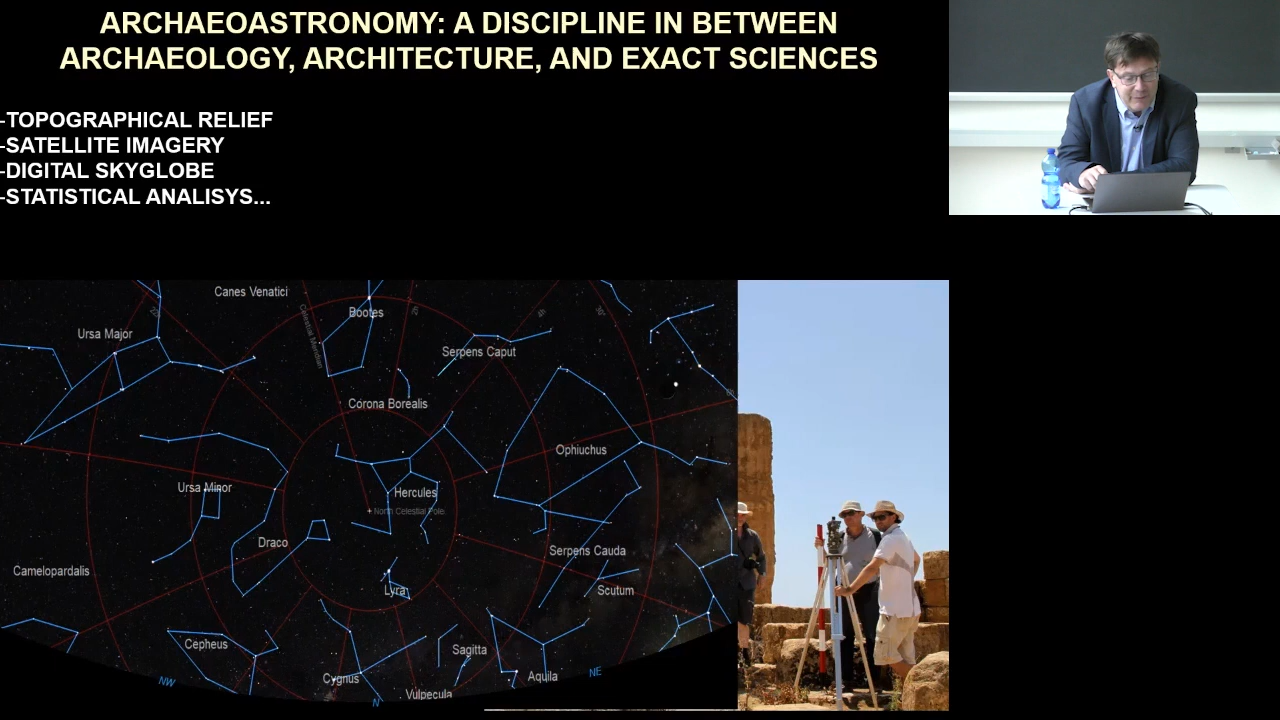 ARCHAEOASTRONOMY: A DISCIPLINE IN BETWEEN
ARCHAEOLOGY, ARCHITECTURE, AND EXACT SCIENCES
-TOPOGRAPHICAL RELIEF
-SATELLITE IMAGERY
-DIGITAL SKYGLOBE
-STATISTICAL ANALISYS...
Canes Venatici
Bootes
Ursa Major
Celestial Meridian
Serpens Caput
Corona Borealis
Ophiuchus
Ursa Minor
Hercules
North Celestial Pole
Draco
Serpens Cauda
Camelopardalis
Lyra
Scutum
Cepheus
Sagitta
Cygnus
Aquila
NE
NW
Vulpecula
N